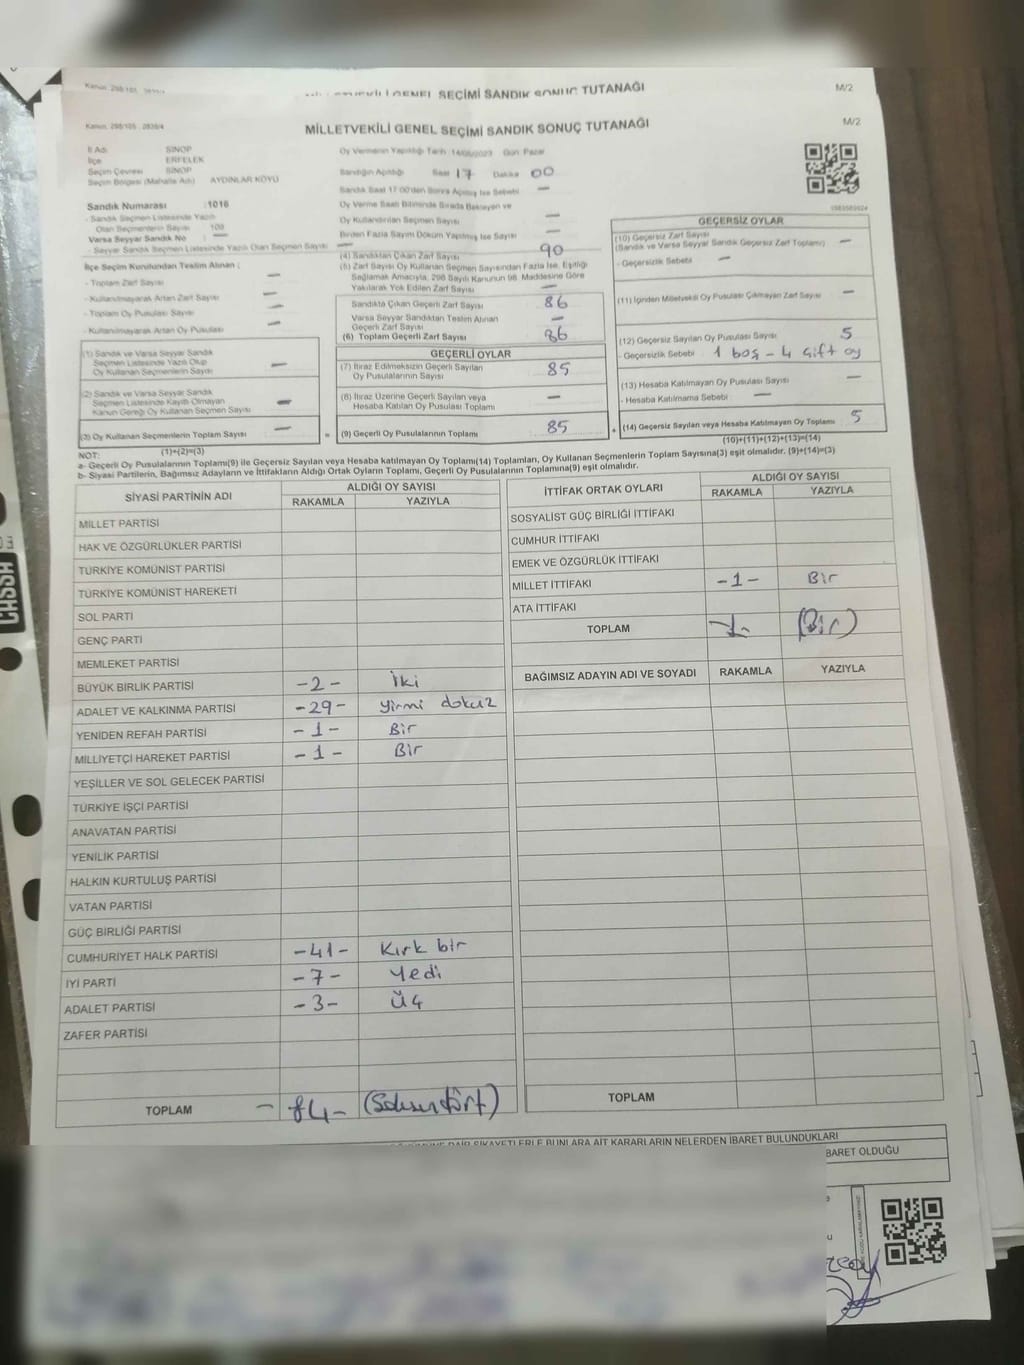 Kanun. 298/105
GENEL SEÇİMİ SANDIK SONUÇ TUTANAĞI
M/2
Kanun. 298/105 2839/4
MİLLETVEKİLİ GENEL SEÇİMİ SANDIK SONUÇ TUTANAĞI
M/2
İl Adı SİNOP
İlçe ERFELEK
Seçim Çevresi SİNOP
Seçim Bölgesi (Mahalle Adı) AYDINLAR KÖYÜ
Sandık Numarası :1016
- Sandık Seçmen Listesinde Yazılı
Olan Seçmenlerin Sayısı
Varsa Seyyar Sandık No : —
- Seyyar Sandık Seçmen Listesinde Yazılı Olan Seçmen Sayısı —
Oy Vermenin Yapıldığı Tarih 14/05/2023 Gün Pazar
Sandığın Açıldığı Saat 17 Dakika 00
Sandık Saat 17.00'den Sonra Açılmış İse Sebebi —
Oy Verme Saati Bitiminde Sırada Bekleyen ve
Oy Kullandırılan Seçmen Sayısı —
Birden Fazla Sayım Döküm Yapılmış İse Sayısı —
(4) Sandıktan Çıkan Zarf Sayısı 90
(5) Zarf Sayısı Oy Kullanan Seçmen Sayısından Fazla İse, Eşitliği
Sağlamak Amacıyla, 298 Sayılı Kanunun 98. Maddesine Göre
Yakılarak Yok Edilen Zarf Sayısı —
İlçe Seçim Kurulundan Teslim Alınan ;
- Toplam Zarf Sayısı —
- Kullanılmayarak Artan Zarf Sayısı —
- Toplam Oy Pusulası Sayısı —
- Kullanılmayarak Artan Oy Pusulası —
Sandıkta Çıkan Geçerli Zarf Sayısı 86
Varsa Seyyar Sandıktan Teslim Alınan
Geçerli Zarf Sayısı —
(6) Toplam Geçerli Zarf Sayısı 86
(1) Sandık ve Varsa Seyyar Sandık
Seçmen Listesinde Yazılı Olup
Oy Kullanan Seçmenlerin Sayısı —
(2) Sandık ve Varsa Seyyar Sandık
Seçmen Listesinde Kayıtlı Olmayan
Kanun Gereği Oy Kullanan Seçmen Sayısı —
(3) Oy Kullanan Seçmenlerin Toplam Sayısı —
(1)+(2)=(3)
GEÇERLİ OYLAR
(7) İtiraz Edilmeksizin Geçerli Sayılan
Oy Pusulalarının Sayısı 85
(8) İtiraz Üzerine Geçerli Sayılan veya
Hesaba Katılan Oy Pusulası Toplamı —
= (9) Geçerli Oy Pusulalarının Toplamı 85
GEÇERSİZ OYLAR
(10) Geçersiz Zarf Sayısı
(Sandık ve Varsa Seyyar Sandık Geçersiz Zarf Toplamı) —
- Geçersizlik Sebebi —
(11) İçinden Milletvekili Oy Pusulası Çıkmayan Zarf Sayısı —
(12) Geçersiz Sayılan Oy Pusulası Sayısı 5
- Geçersizlik Sebebi 1 boş - 4 çift oy
(13) Hesaba Katılmayan Oy Pusulası Sayısı —
- Hesaba Katılmama Sebebi —
+ (14) Geçersiz Sayılan veya Hesaba Katılmayan Oy Toplamı 5
(10)+(11)+(12)+(13)=(14)
NOT:
a- Geçerli Oy Pusulalarının Toplamı(9) ile Geçersiz Sayılan veya Hesaba Katılmayan Oy Toplamı(14) Toplamları, Oy Kullanan Seçmenlerin Toplam Sayısına(3) eşit olmalıdır. (9)+(14)=(3)
b- Siyasi Partilerin, Bağımsız Adayların ve İttifakların Aldığı Ortak Oyların Toplamı, Geçerli Oy Pusulalarının Toplamına(9) eşit olmalıdır.
SİYASİ PARTİNİN ADI ALDIĞI OY SAYISI
RAKAMLA YAZIYLA
MİLLET PARTİSİ
HAK VE ÖZGÜRLÜKLER PARTİSİ
TÜRKİYE KOMÜNİST PARTİSİ
TÜRKİYE KOMÜNİST HAREKETİ
SOL PARTİ
GENÇ PARTİ
MEMLEKET PARTİSİ
BÜYÜK BİRLİK PARTİSİ -2- İki
ADALET VE KALKINMA PARTİSİ -29- yirmi dokuz
YENİDEN REFAH PARTİSİ -1- Bir
MİLLİYETÇİ HAREKET PARTİSİ -1- Bir
YEŞİLLER VE SOL GELECEK PARTİSİ
TÜRKİYE İŞÇİ PARTİSİ
ANAVATAN PARTİSİ
YENİLİK PARTİSİ
HALKIN KURTULUŞ PARTİSİ
VATAN PARTİSİ
GÜÇ BİRLİĞİ PARTİSİ
CUMHURİYET HALK PARTİSİ -41- Kırk bir
İYİ PARTİ -7- Yedi
ADALET PARTİSİ -3- Üç
ZAFER PARTİSİ
TOPLAM - 84- (Seksendört)
İTTİFAK ORTAK OYLARI ALDIĞI OY SAYISI
RAKAMLA YAZIYLA
SOSYALİST GÜÇ BİRLİĞİ İTTİFAKI
CUMHUR İTTİFAKI
EMEK VE ÖZGÜRLÜK İTTİFAKI
MİLLET İTTİFAKI -1- Bir
ATA İTTİFAKI
TOPLAM -1- (Bir)
BAĞIMSIZ ADAYIN ADI VE SOYADI RAKAMLA YAZIYLA
TOPLAM
DAİR ŞİKAYETLERLE BUNLARA AİT KARARLARIN NELERDEN İBARET BULUNDUKLARI
BARET OLDUĞU
CASSA